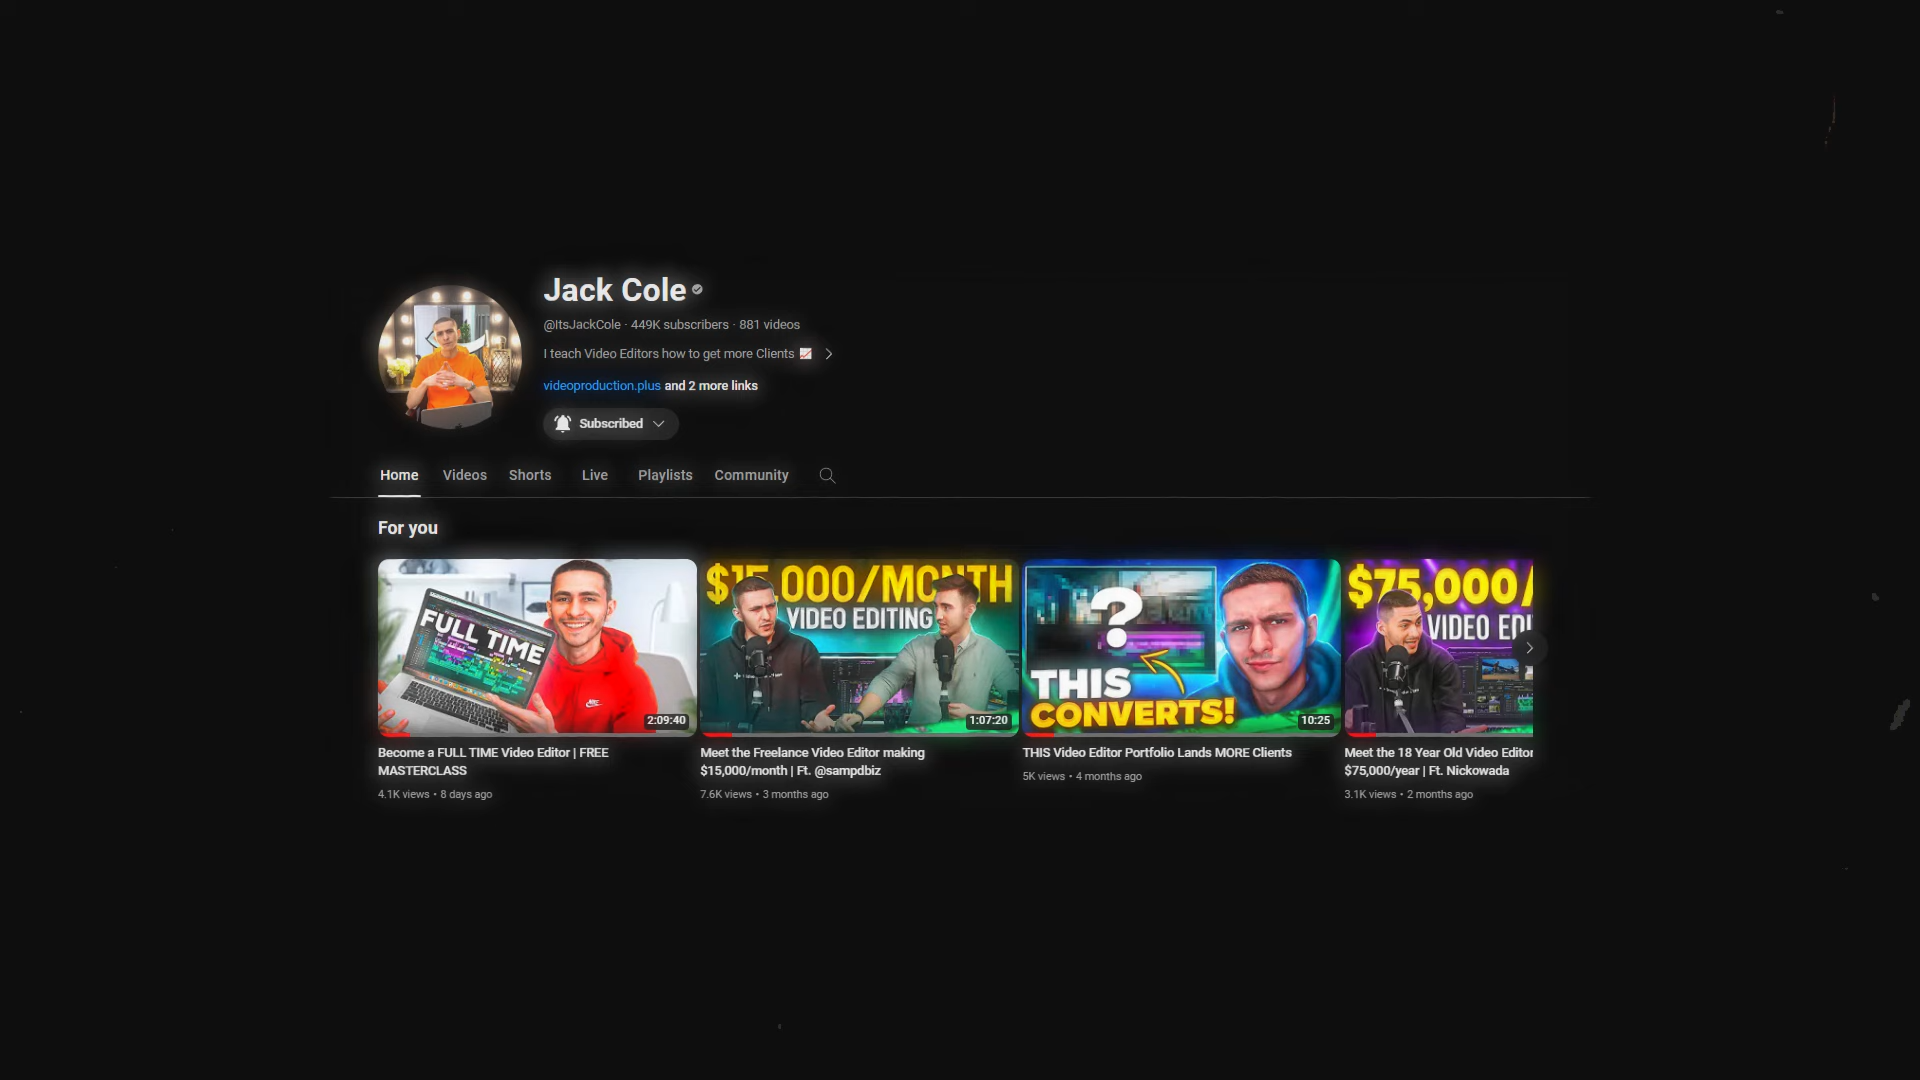 Jack Cole
@ItsJackCole · 449K subscribers · 881 videos
I teach Video Editors how to get more Clients 📈
videoproduction.plus and 2 more links
Subscribed
Home Videos Shorts Live Playlists Community
For you
FULL TIME
2:09:40
$15,000/MONTH
VIDEO EDITING
1:07:20
?
THIS
CONVERTS!
10:25
$75,000/
VIDEO EDI
Become a FULL TIME Video Editor | FREE
MASTERCLASS
4.1K views • 8 days ago
Meet the Freelance Video Editor making
$15,000/month | Ft. @sampdbiz
7.6K views • 3 months ago
THIS Video Editor Portfolio Lands MORE Clients
5K views • 4 months ago
Meet the 18 Year Old Video Editor
$75,000/year | Ft. Nickowada
3.1K views • 2 months ago